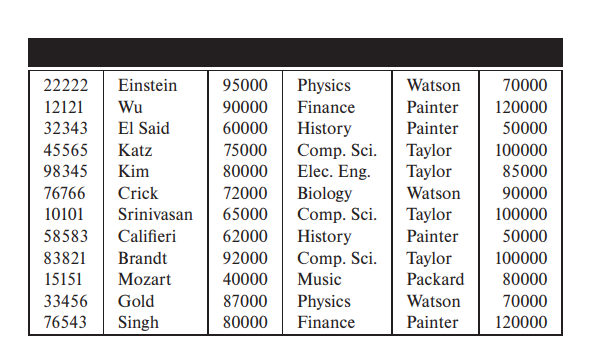 22222 Einstein 95000 Physics Watson 70000
12121 Wu 90000 Finance Painter 120000
32343 El Said 60000 History Painter 50000
45565 Katz 75000 Comp. Sci. Taylor 100000
98345 Kim 80000 Elec. Eng. Taylor 85000
76766 Crick 72000 Biology Watson 90000
10101 Srinivasan 65000 Comp. Sci. Taylor 100000
58583 Califieri 62000 History Painter 50000
83821 Brandt 92000 Comp. Sci. Taylor 100000
15151 Mozart 40000 Music Packard 80000
33456 Gold 87000 Physics Watson 70000
76543 Singh 80000 Finance Painter 120000